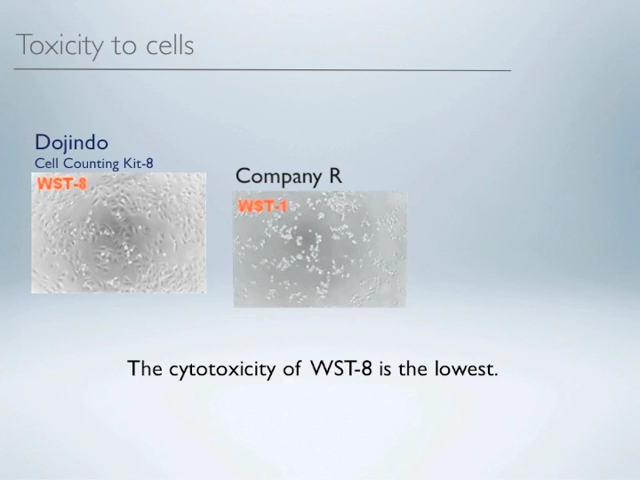 Toxicity to cells
Dojindo
Cell Counting Kit-8
WST-8
Company R
WST-1
The cytotoxicity of WST-8 is the lowest.